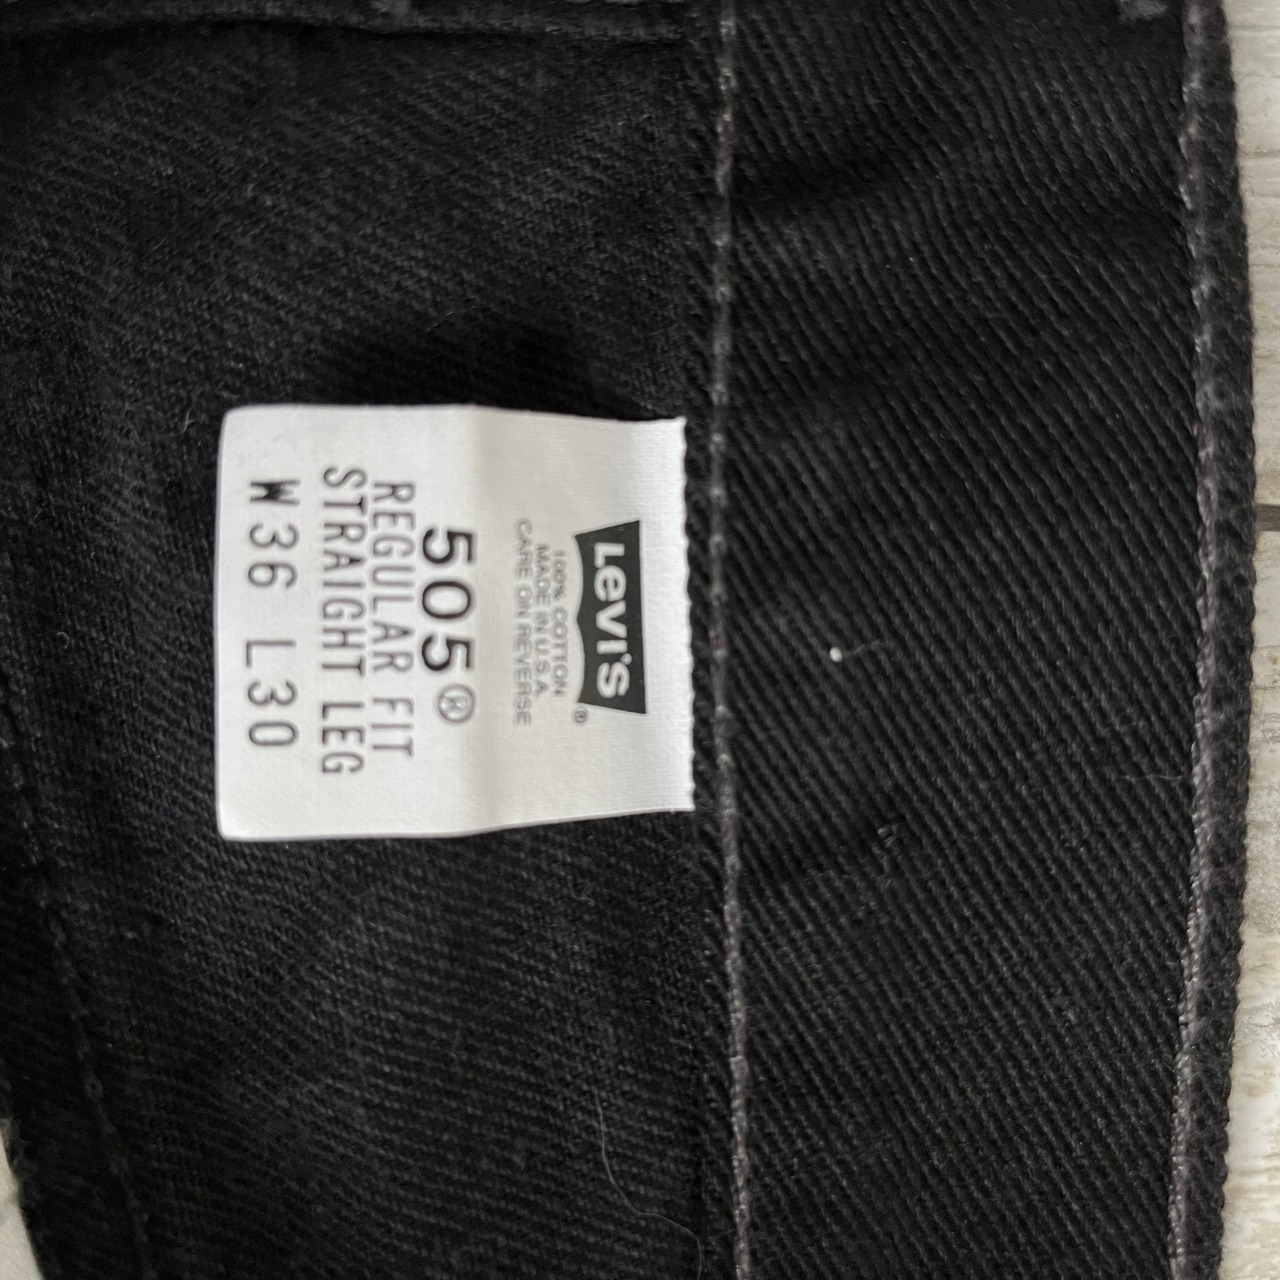 LEVI'S ®
100% COTTON
MADE IN U.S.A.
CARE ON REVERSE
505®
REGULAR FIT
STRAIGHT LEG
W36 L30